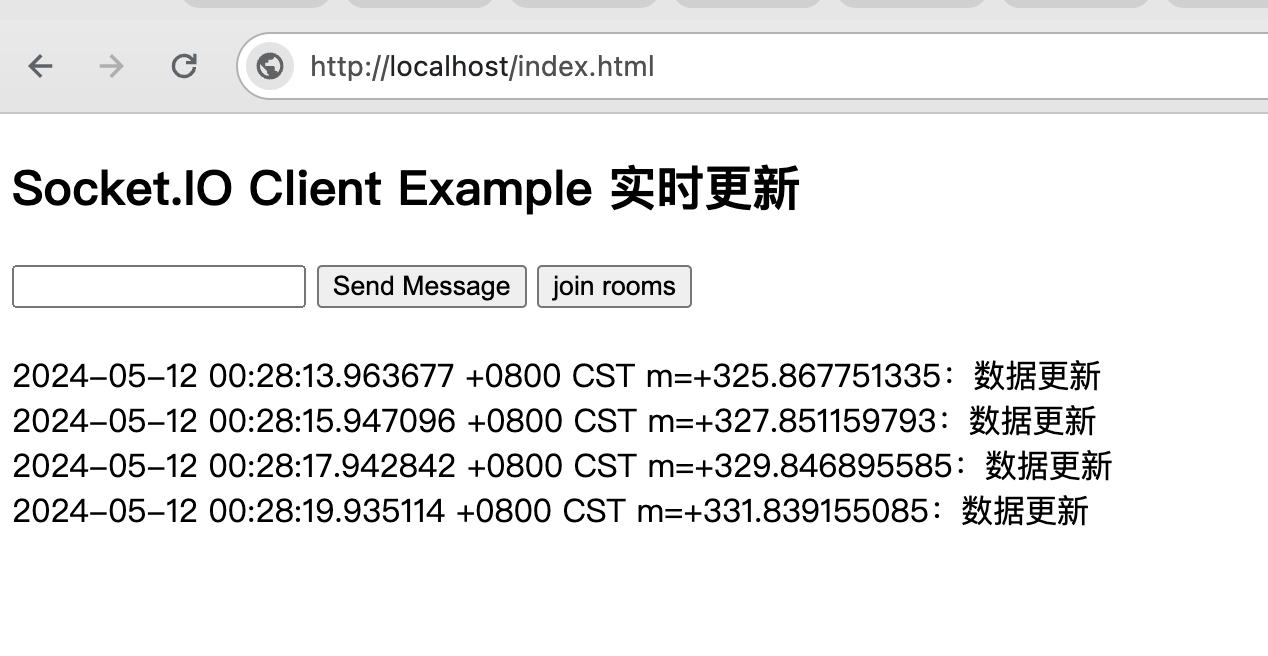 http://localhost/index.html
Socket.IO Client Example 实时更新
Send Message join rooms
2024-05-12 00:28:13.963677 +0800 CST m=+325.867751335：数据更新
2024-05-12 00:28:15.947096 +0800 CST m=+327.851159793：数据更新
2024-05-12 00:28:17.942842 +0800 CST m=+329.846895585：数据更新
2024-05-12 00:28:19.935114 +0800 CST m=+331.839155085：数据更新